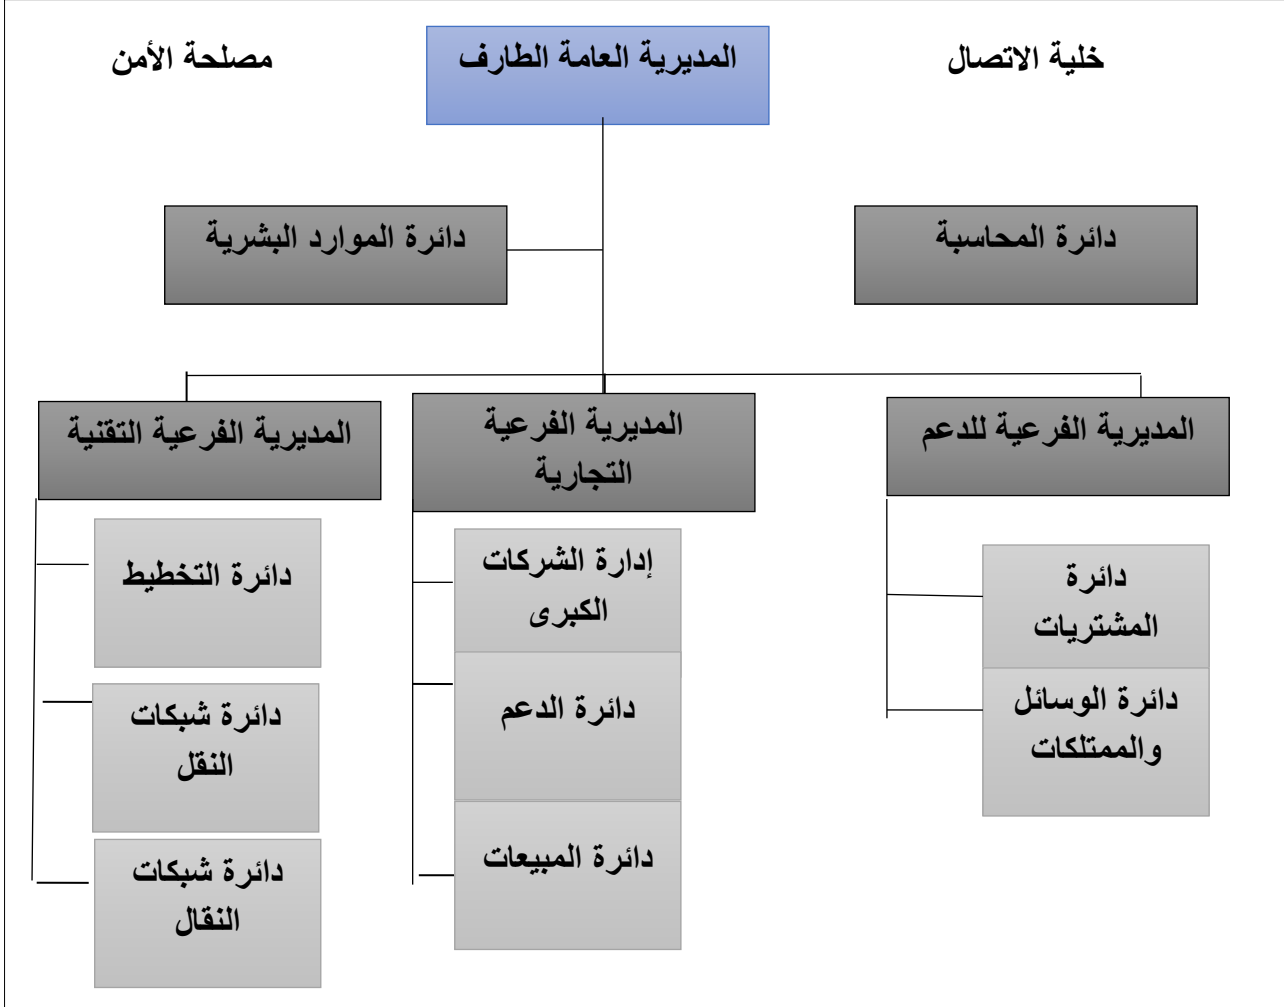 خلية الاتصال
المديرية العامة الطارف
مصلحة الأمن
دائرة المحاسبة
دائرة الموارد البشرية
المديرية الفرعية للدعم
المديرية الفرعية
التجارية
المديرية الفرعية التقنية
دائرة
المشتريات
دائرة الوسائل
والممتلكات
إدارة الشركات
الكبرى
دائرة الدعم
دائرة المبيعات
دائرة التخطيط
دائرة شبكات
النقل
دائرة شبكات
النقال